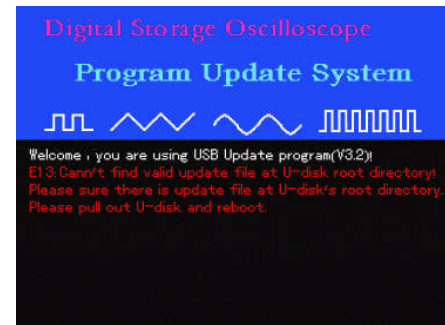 Digital Storage Oscilloscope
Program Update System
Welcome , you are using USB Update program(V3.2)!
E13:Cann't find valid update file at U-disk root directory!
Please sure there is update file at U-disk's root directory.
Please pull out U-disk and reboot.